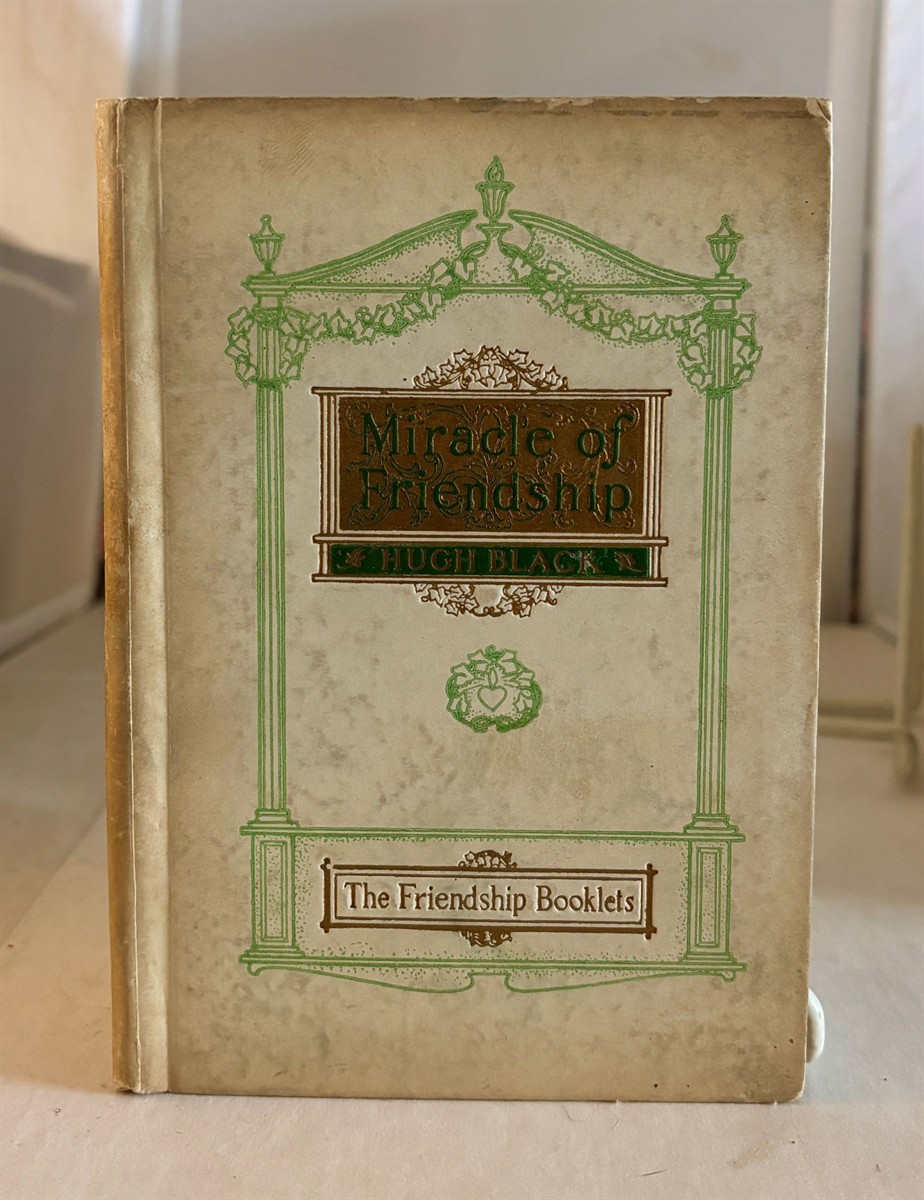 Miracle of
Friendship
HUGH BLACK
The Friendship Booklets